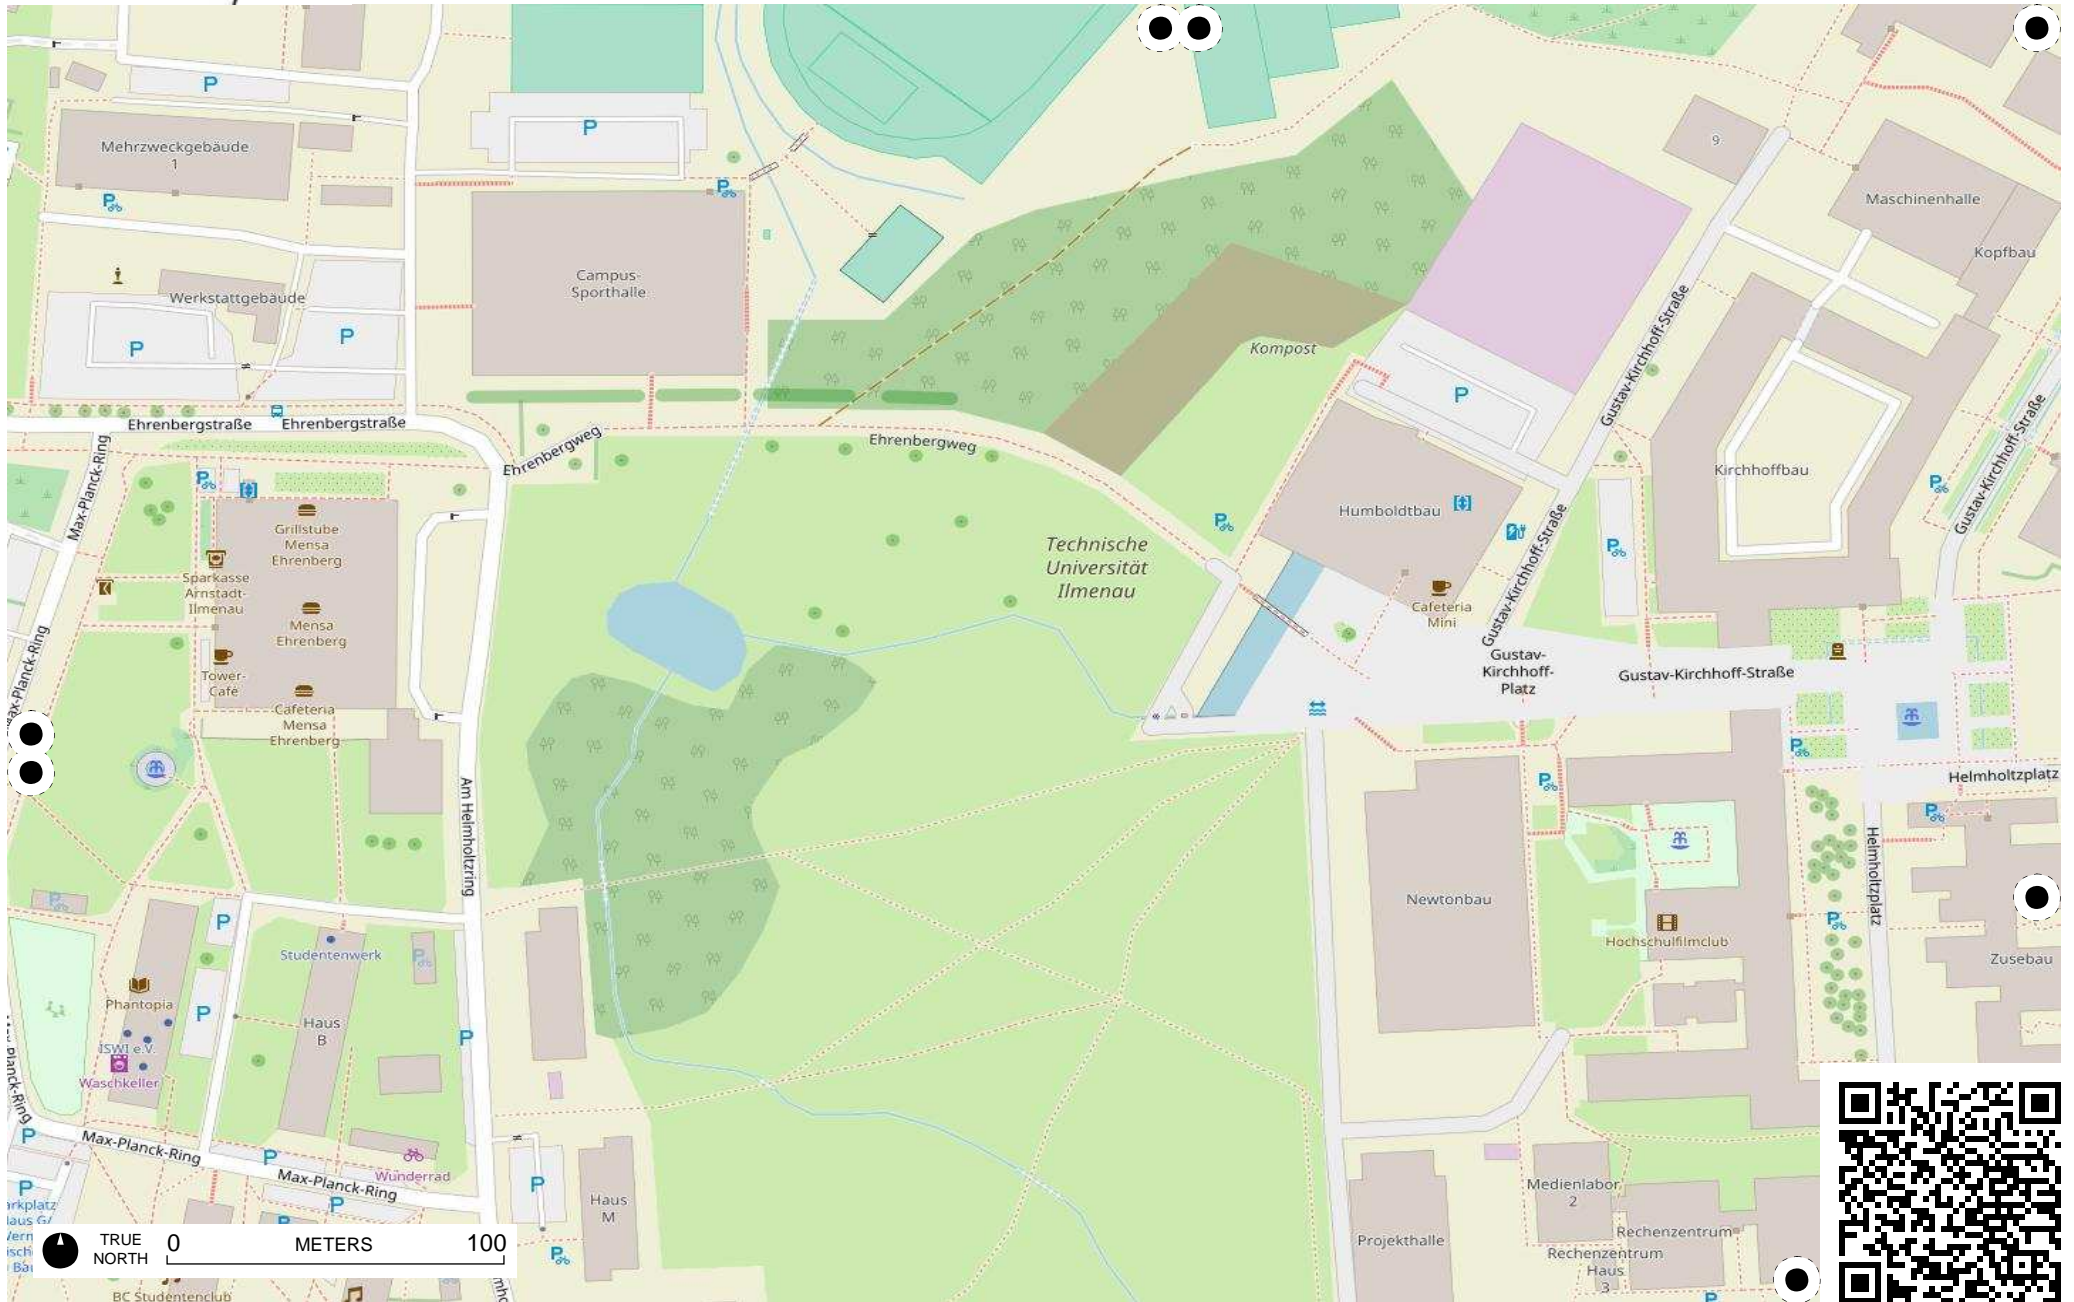 P
P
Mehrzweckgebäude
1
9
P
Maschinenhalle
P
Kopfbau
Campus-
Sporthalle
Werkstattgebäude
P
P
Gustav-Kirchhoff-Straße
Kompost
P
Ehrenbergstraße
Ehrenbergstraße
Ehrenbergweg
Ehrenbergweg
Gustav-Kirchhoff-Straße
Max-Planck-Ring
Kirchhoffbau
P
P
Humboldtbau
P
Grillstube
Mensa
Ehrenberg
Technische
Universität
Ilmenau
P
Gustav-Kirchhoff-Straße
Sparkasse
Arnstadt-
Ilmenau
Cafeteria
Mini
Mensa
Ehrenberg
Max-Planck-Ring
Gustav-
Kirchhoff-
Platz
Gustav-Kirchhoff-Straße
Tower-
Café
Cafeteria
Mensa
Ehrenberg
P
P
Helmholtzplatz
Am Helmholtzring
P
Helmholtzplatz
Newtonbau
P
P
P
Hochschulfilmclub
Studentenwerk
P
Zusebau
Phantopia
P
Haus
B
P
ISWI e.V.
Waschkeller
Max-Planck-Ring
P
Max-Planck-Ring
P
Max-Planck-Ring
Wunderrad
P
P
P
Haus
M
Medienlabor
2
Projekthalle
Rechenzentrum
Rechenzentrum
Haus
3
P
P
TRUE
NORTH
0
METERS
100
BC Studentenclub